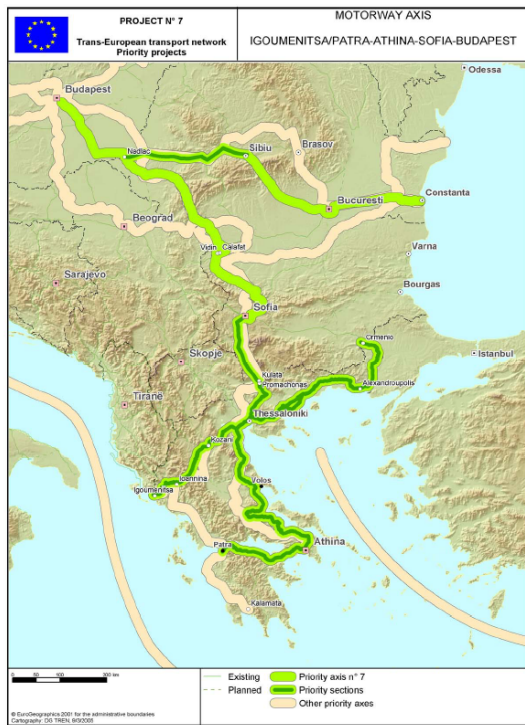 PROJECT N° 7
Trans-European transport network
Priority projects
MOTORWAY AXIS
IGOUMENITSA/PATRA-ATHINA-SOFIA-BUDAPEST
Odessa
Budapest
Nadlac
Sibiu
Brasov
Bucuresti
Constanta
Beograd
Vidin
Calafat
Varna
Sarajevo
Bourgas
Sofia
Ormenio
Istanbul
Skopje
Kulata
Promachonas
Alexandroupolis
Tiranë
Thessaloniki
Kozani
Ioannina
Igoumenitsa
Volos
Patra
Athina
Kalamata
0 50 100 200 300 km
Existing
Planned
Priority axis n° 7
Priority sections
Other priority axes
© EuroGeographics 2001 for the administrative boundaries
Cartography: DG TREN, 6/3/2005